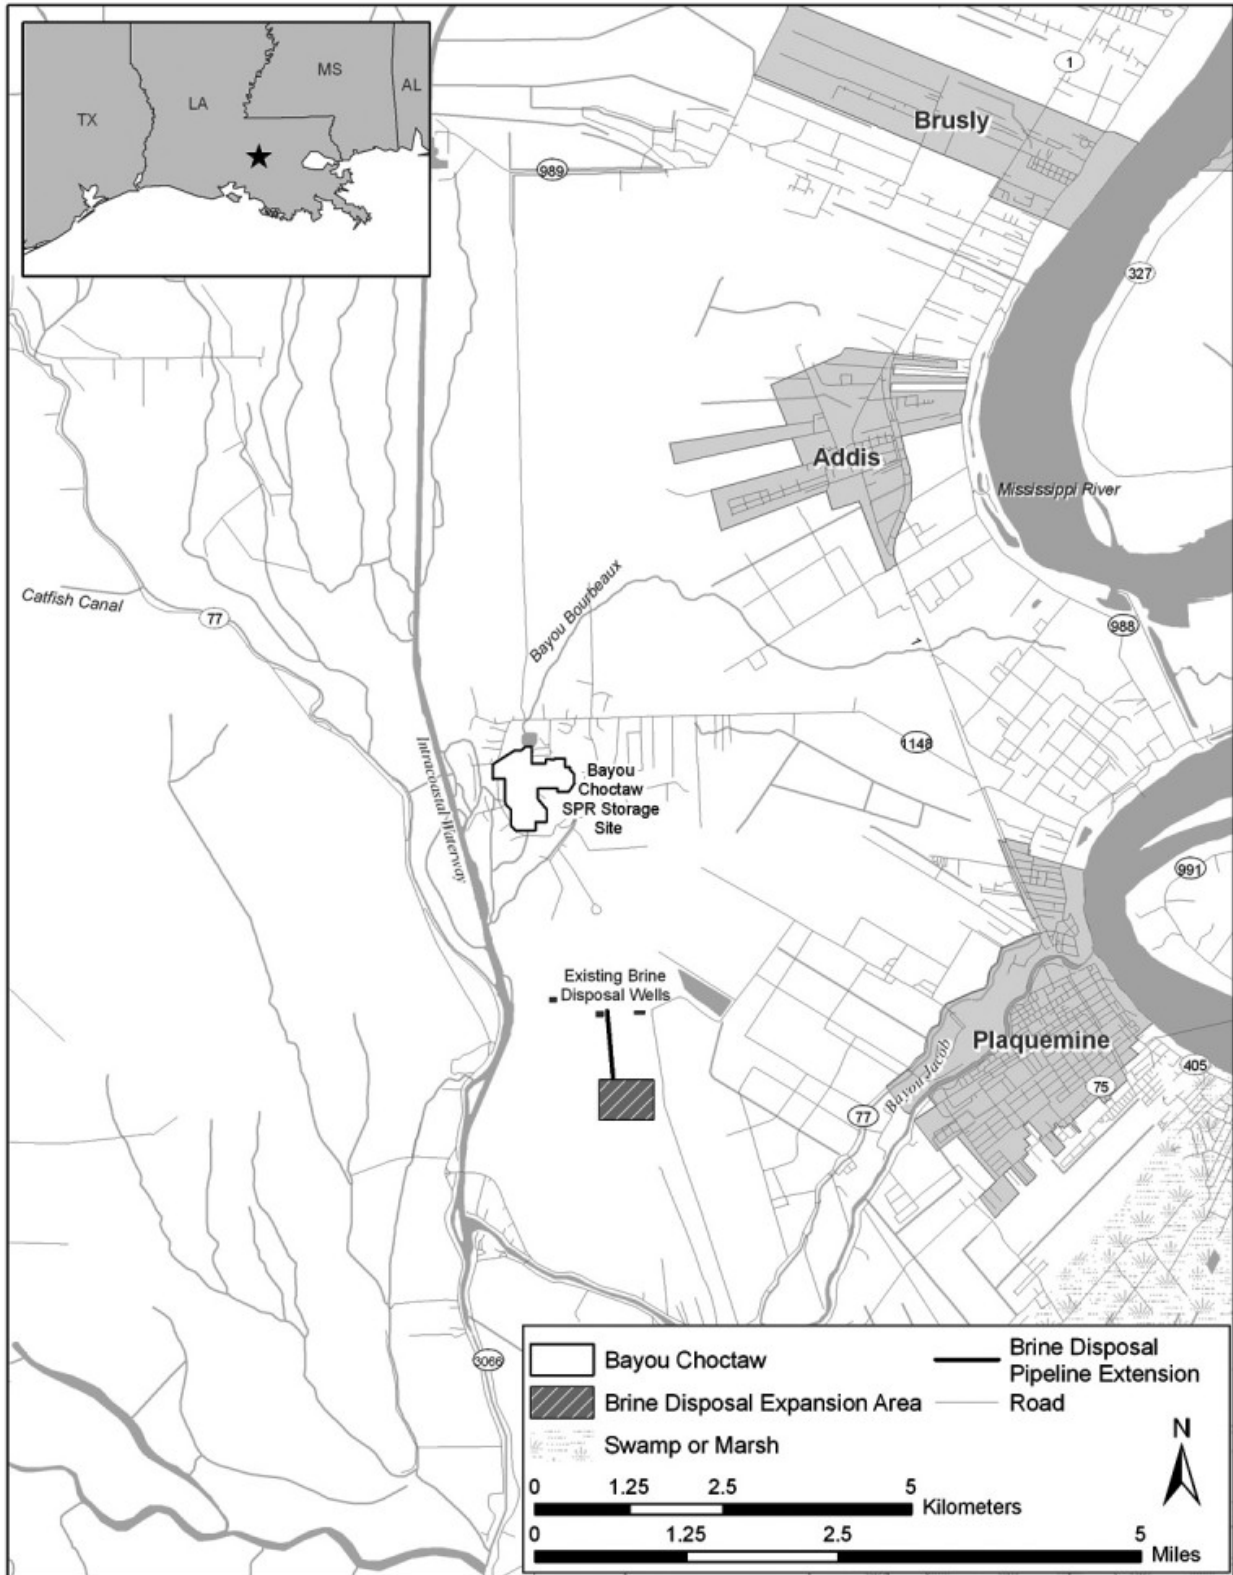 MS
AL
TX
LA
1
Brusly
989
327
Addis
Mississippi River
Catfish Canal
77
Bayou Bourbeaux
988
1
1148
Intracoastal Waterway
Bayou
Choctaw
SPR Storage
Site
991
Existing Brine
Disposal Wells
Plaquemine
Bayou Jacob
405
75
77
3066
Bayou Choctaw
Brine Disposal
Pipeline Extension
Brine Disposal Expansion Area
Road
Swamp or Marsh
N
0 1.25 2.5 5
Kilometers
0 1.25 2.5 5
Miles